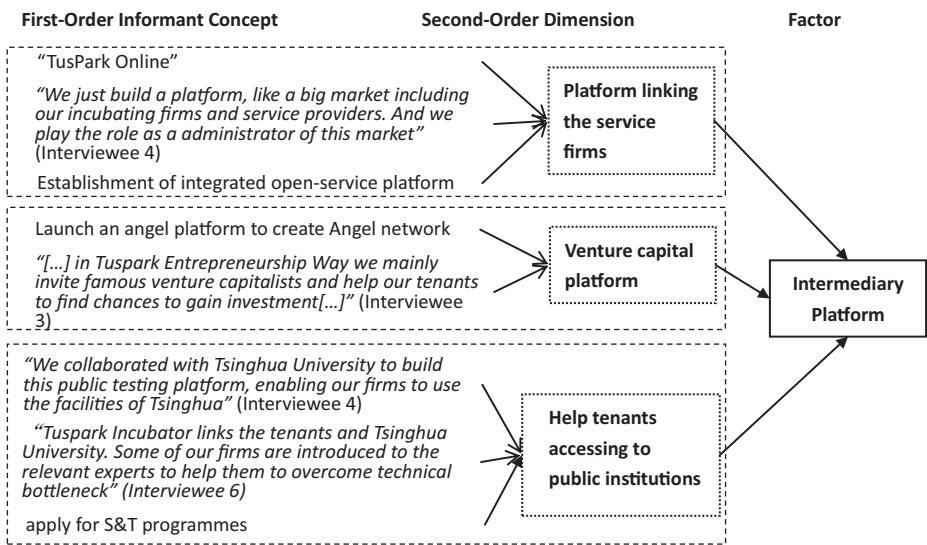 First-Order Informant Concept Second-Order Dimension Factor
“TusPark Online”
“We just build a platform, like a big market including
our incubating firms and service providers. And we
play the role as a administrator of this market”
(Interviewee 4)
Establishment of integrated open-service platform
Platform linking
the service
firms
Launch an angel platform to create Angel network
“[...] in Tuspark Entrepreneurship Way we mainly
invite famous venture capitalists and help our tenants
to find chances to gain investment[...]” (Interviewee
3)
Venture capital
platform
Intermediary
Platform
“We collaborated with Tsinghua University to build
this public testing platform, enabling our firms to use
the facilities of Tsinghua” (Interviewee 4)
“Tuspark Incubator links the tenants and Tsinghua
University. Some of our firms are introduced to the
relevant experts to help them to overcome technical
bottleneck” (Interviewee 6)
apply for S&T programmes
Help tenants
accessing to
public institutions